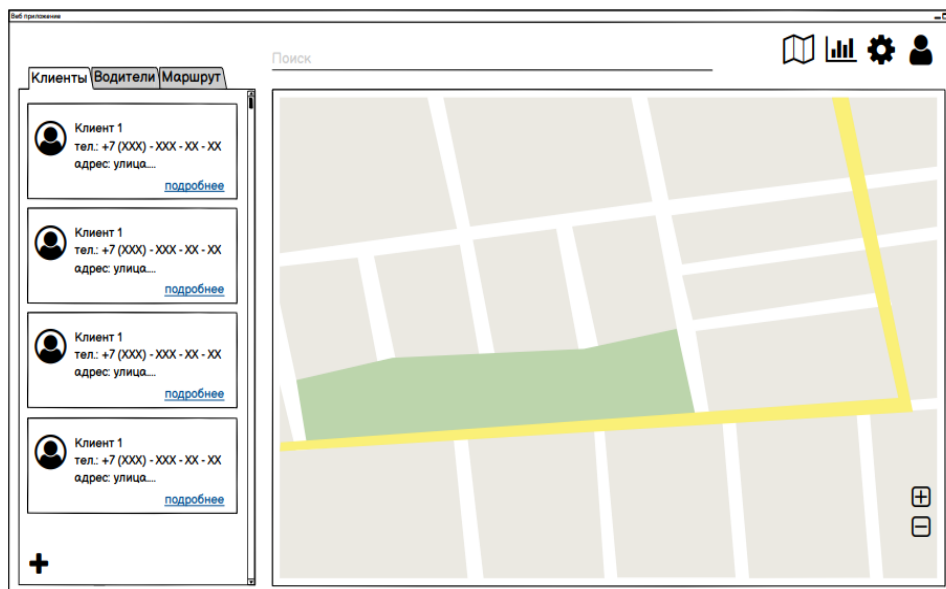 Веб приложение
Поиск
Клиенты Водители Маршрут
Клиент 1
тел.: +7 (XXX) - XXX - XX - XX
адрес: улица....
подробнее
Клиент 1
тел.: +7 (XXX) - XXX - XX - XX
адрес: улица....
подробнее
Клиент 1
тел.: +7 (XXX) - XXX - XX - XX
адрес: улица....
подробнее
Клиент 1
тел.: +7 (XXX) - XXX - XX - XX
адрес: улица....
подробнее